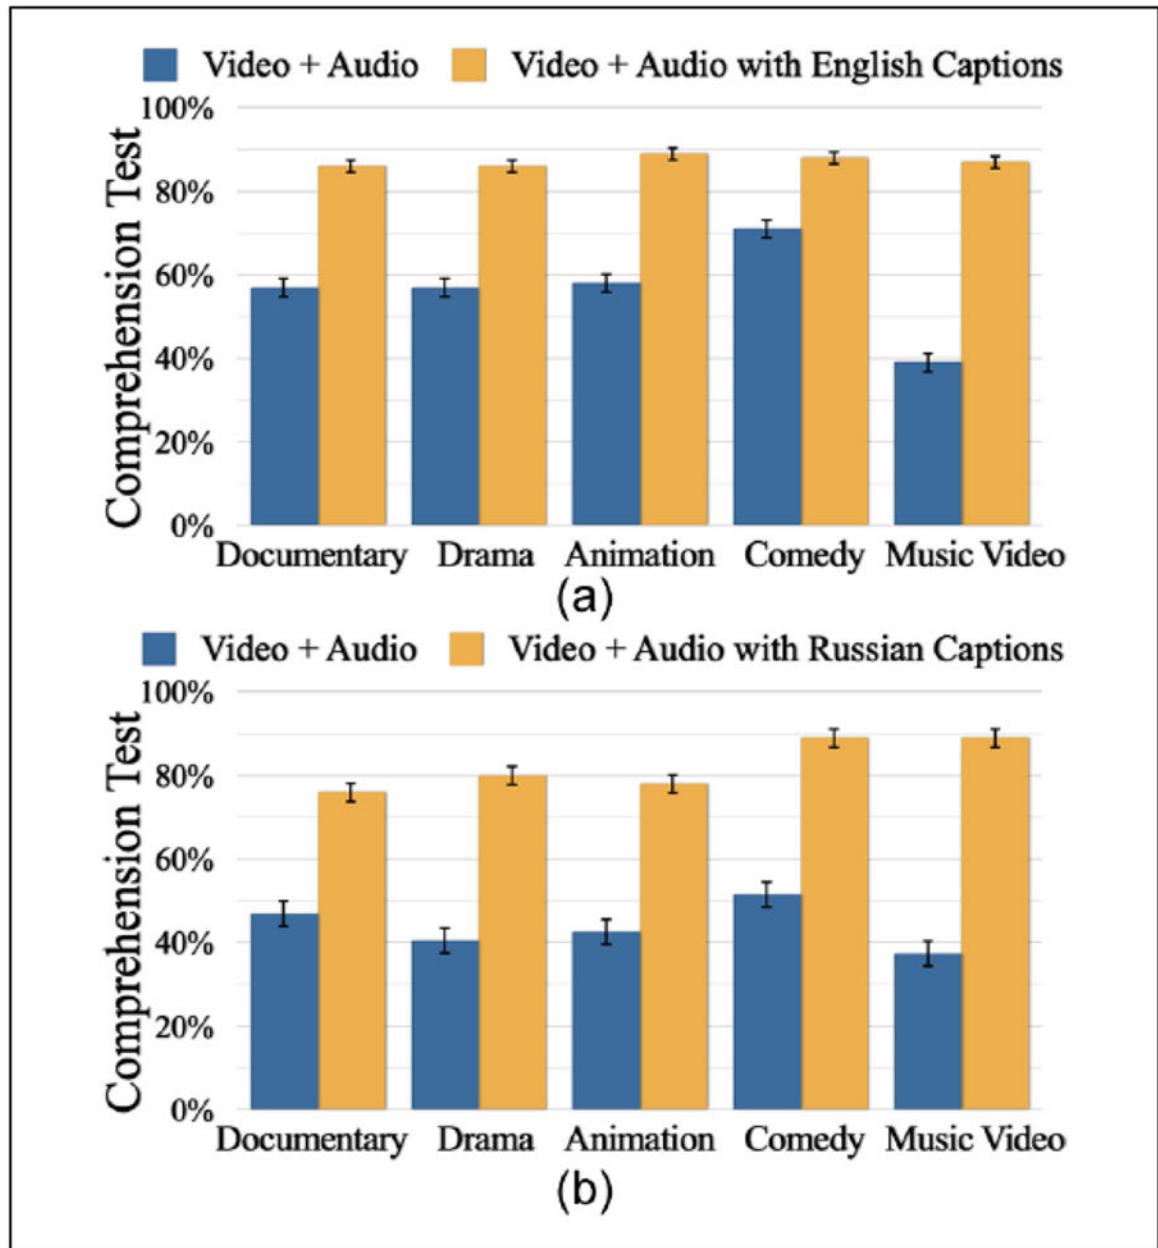 Video + Audio Video + Audio with English Captions
Comprehension Test
100%
80%
60%
40%
20%
0%
Documentary Drama Animation Comedy Music Video
(a)
Video + Audio Video + Audio with Russian Captions
Comprehension Test
100%
80%
60%
40%
20%
0%
Documentary Drama Animation Comedy Music Video
(b)